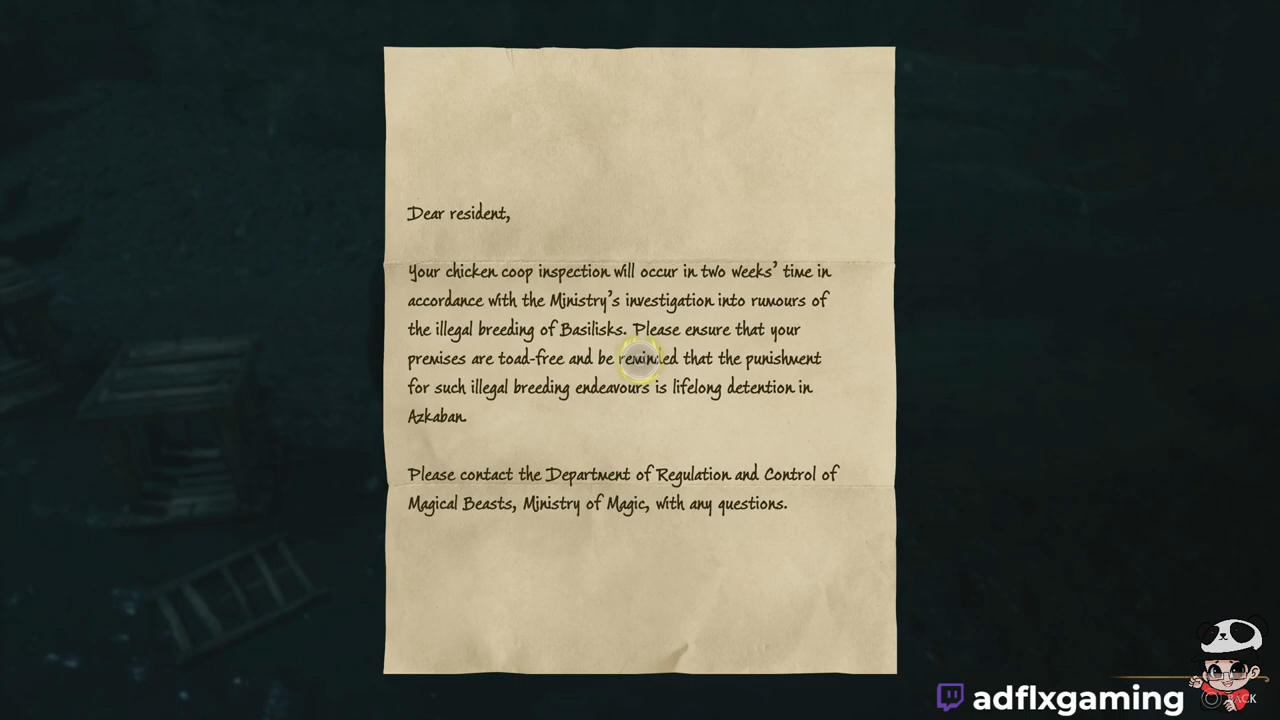 Dear resident,
Your chicken coop inspection will occur in two weeks' time in
accordance with the Ministry's investigation into rumours of
the illegal breeding of Basilisks. Please ensure that your
premises are toad-free and be reminded that the punishment
for such illegal breeding endeavours is lifelong detention in
Azkaban.
Please contact the Department of Regulation and Control of
Magical Beasts, Ministry of Magic, with any questions.
adflxgaming
BACK